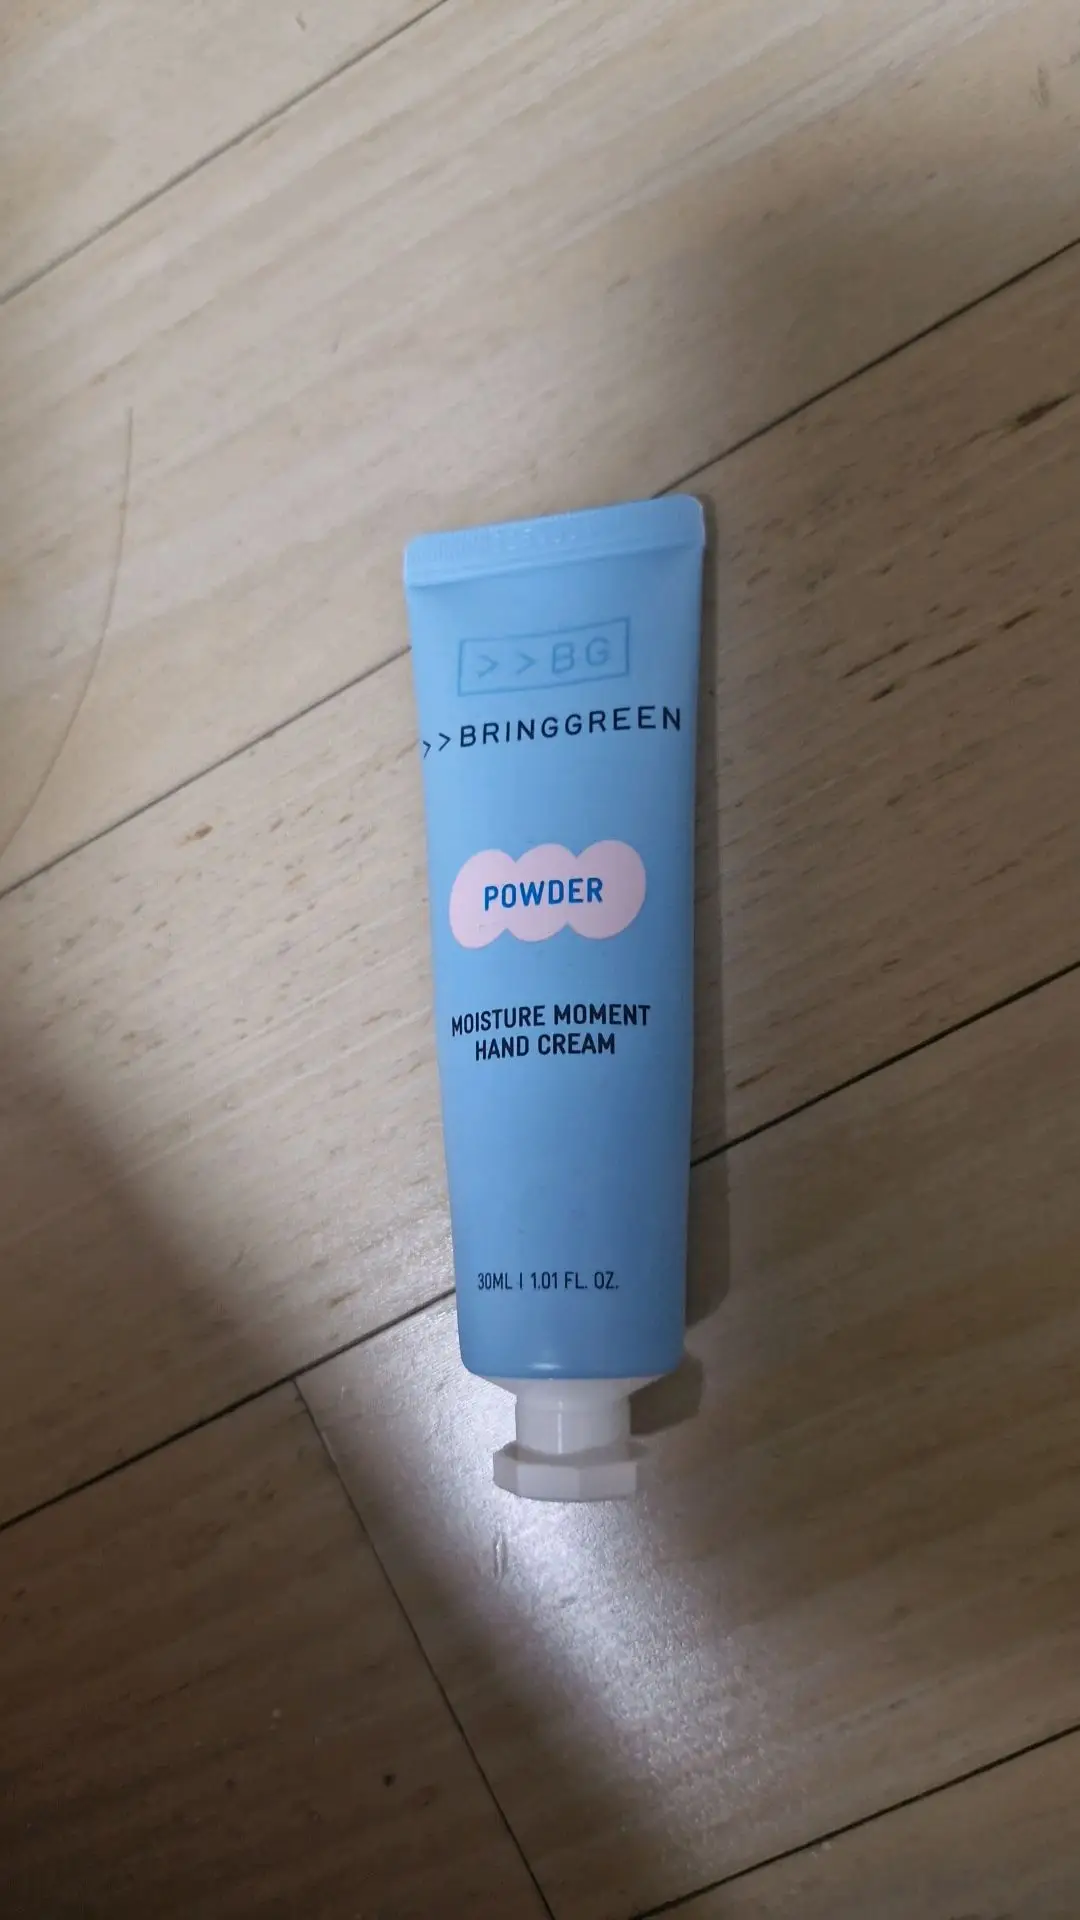 >>BG
>>BRINGGREEN
POWDER
MOISTURE MOMENT
HAND CREAM
30ML | 1.01 FL. OZ.